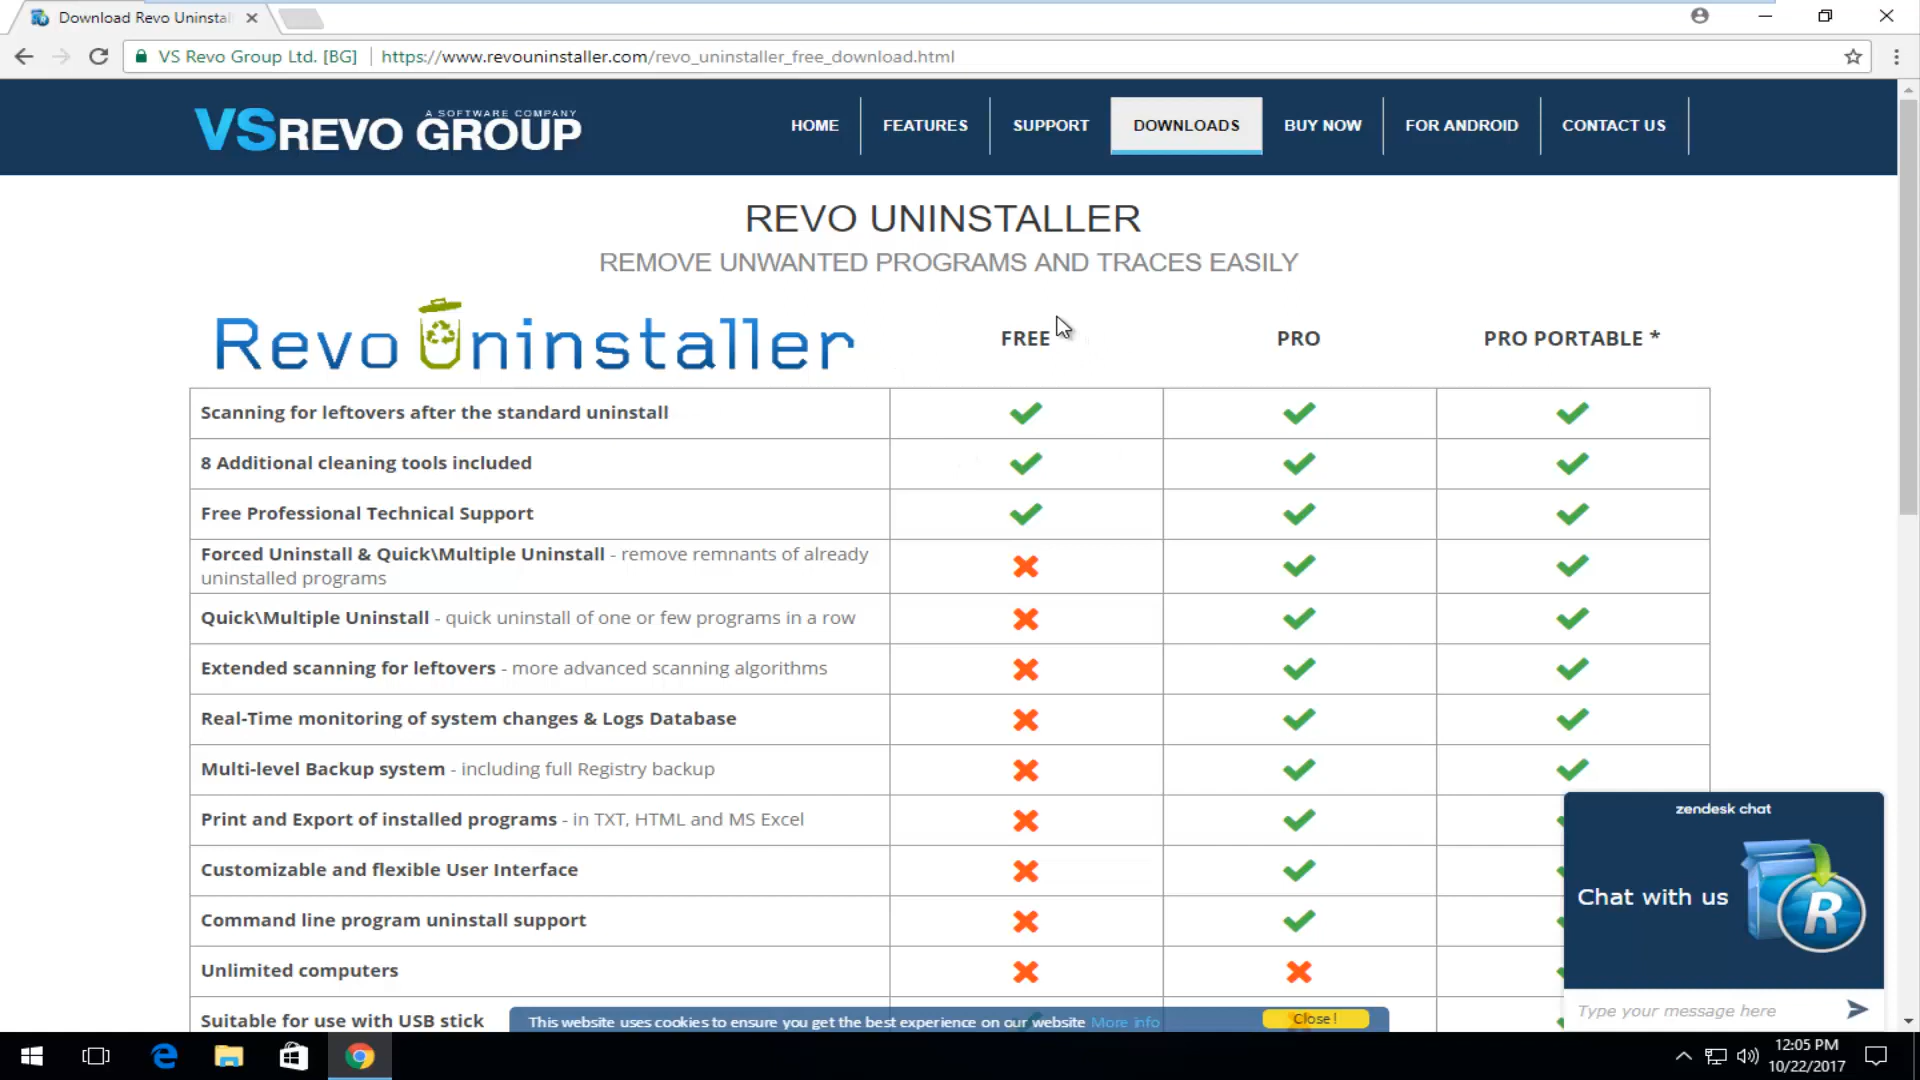 Download Revo Uninstal
VS Revo Group Ltd. [BG]
https://www.revouninstaller.com/revo_uninstaller_free_download.html
A SOFTWARE COMPANY
VSREVO GROUP
HOME
FEATURES
SUPPORT
DOWNLOADS
BUY NOW
FOR ANDROID
CONTACT US
REVO UNINSTALLER
REMOVE UNWANTED PROGRAMS AND TRACES EASILY
Revo Uninstaller
FREE
PRO
PRO PORTABLE *
Scanning for leftovers after the standard uninstall
8 Additional cleaning tools included
Free Professional Technical Support
Forced Uninstall & Quick\Multiple Uninstall - remove remnants of already
uninstalled programs
Quick\Multiple Uninstall - quick uninstall of one or few programs in a row
Extended scanning for leftovers - more advanced scanning algorithms
Real-Time monitoring of system changes & Logs Database
Multi-level Backup system - including full Registry backup
Print and Export of installed programs - in TXT, HTML and MS Excel
Customizable and flexible User Interface
Command line program uninstall support
Unlimited computers
Suitable for use with USB stick
zendesk chat
Chat with us
R
Type your message here
This website uses cookies to ensure you get the best experience on our website More info
Close!
12:05 PM
10/22/2017